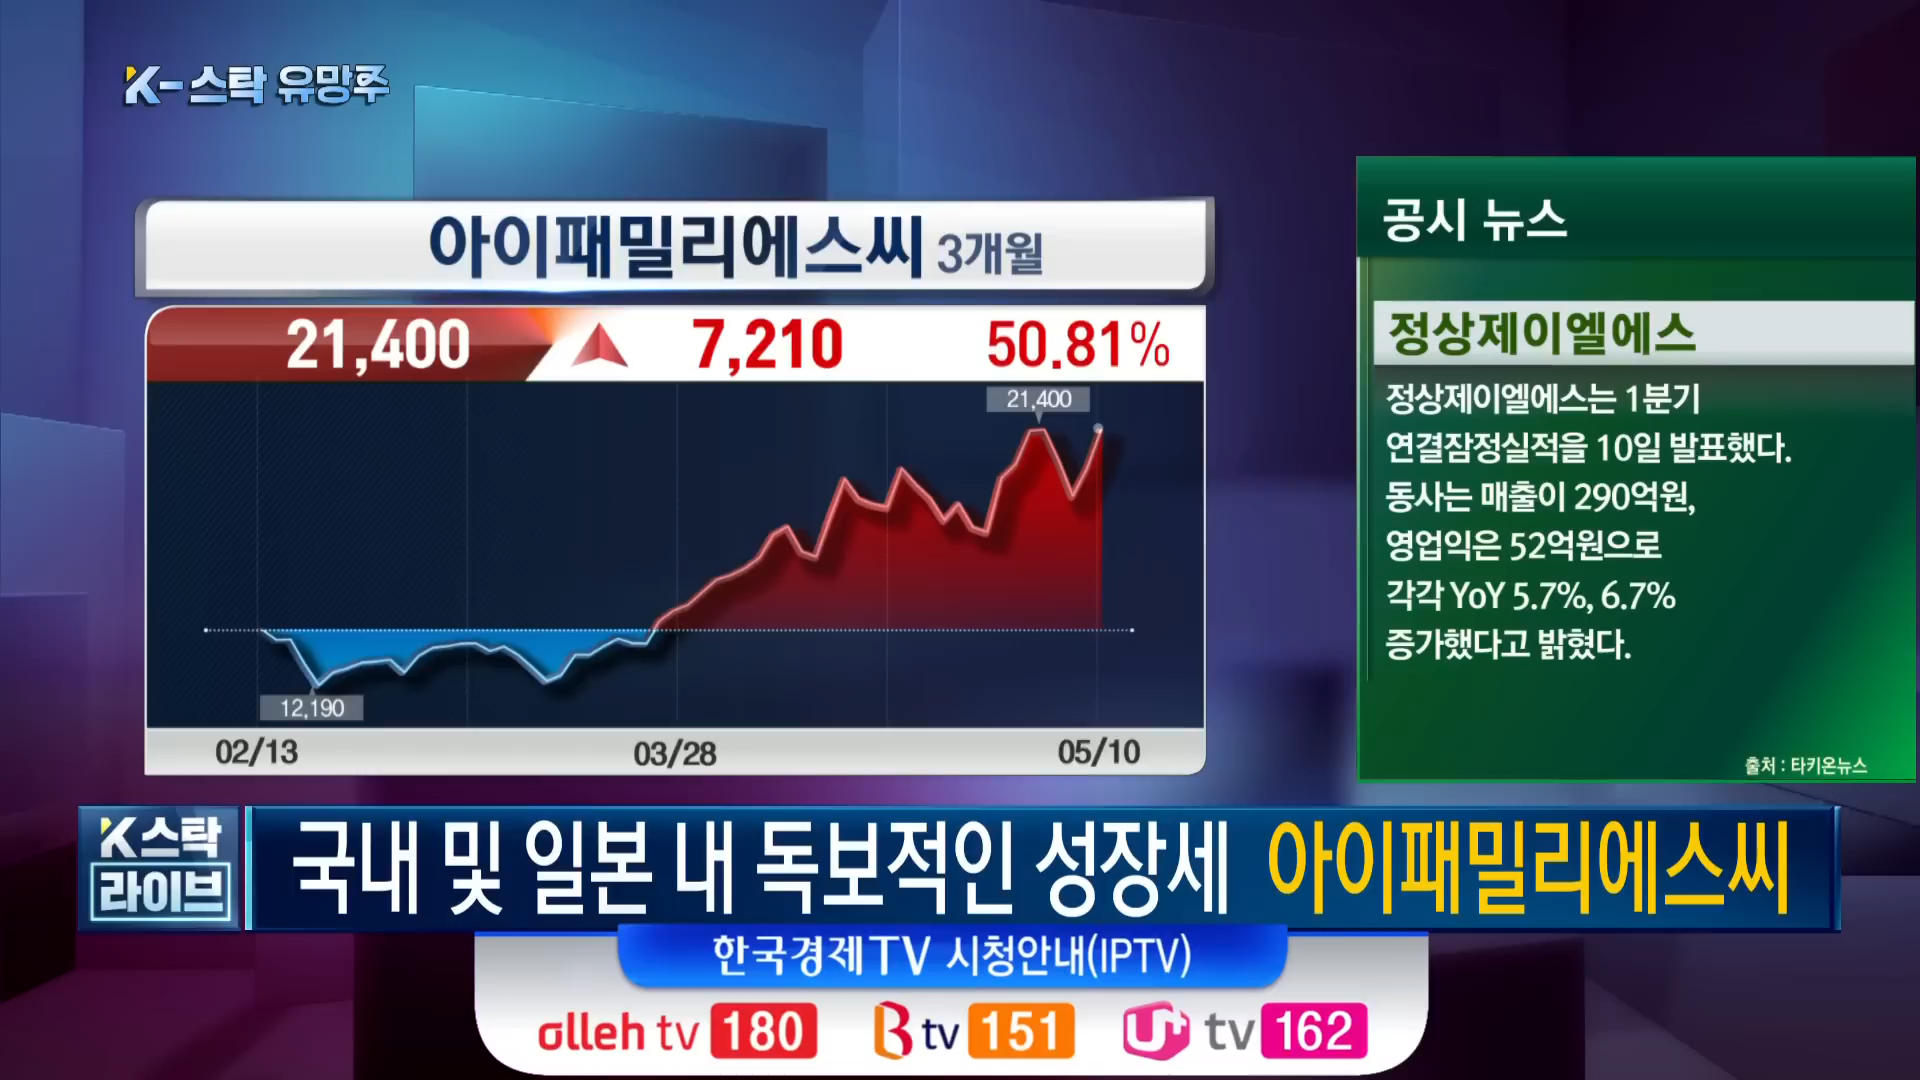 K-스탁 유망주
아이패밀리에스씨 3개월
21,400 7,210 50.81%
21,400
12,190
02/13 03/28 05/10
공시 뉴스
정상제이엘에스
정상제이엘에스는 1분기
연결잠정실적을 10일 발표했다.
동사는 매출이 290억원,
영업익은 52억원으로
각각 YoY 5.7%, 6.7%
증가했다고 밝혔다.
출처 : 타키온뉴스
K스탁
라이브
국내 및 일본 내 독보적인 성장세 아이패밀리에스씨
한국경제TV 시청안내(IPTV)
olleh tv 180 B tv 151 U+ tv 162